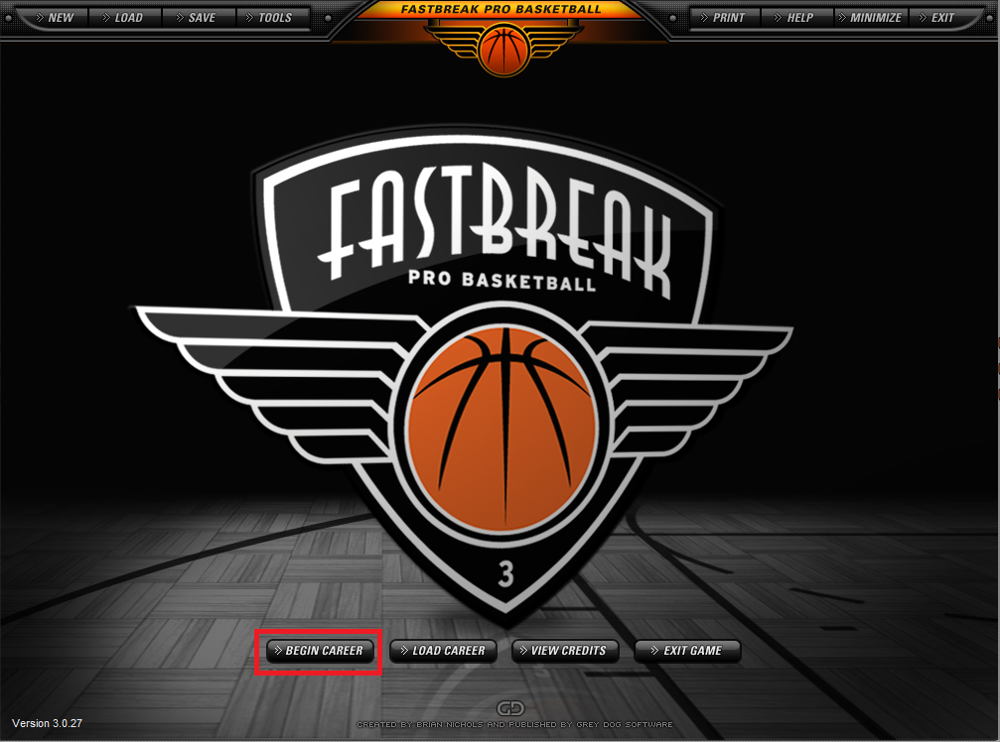 » NEW » LOAD » SAVE » TOOLS FASTBREAK PRO BASKETBALL » PRINT » HELP » MINIMIZE » EXIT
FASTBREAK
PRO BASKETBALL
3
» BEGIN CAREER » LOAD CAREER » VIEW CREDITS » EXIT GAME
GD
Version 3.0.27
CREATED BY BRIAN NICHOLS AND PUBLISHED BY GREY DOG SOFTWARE